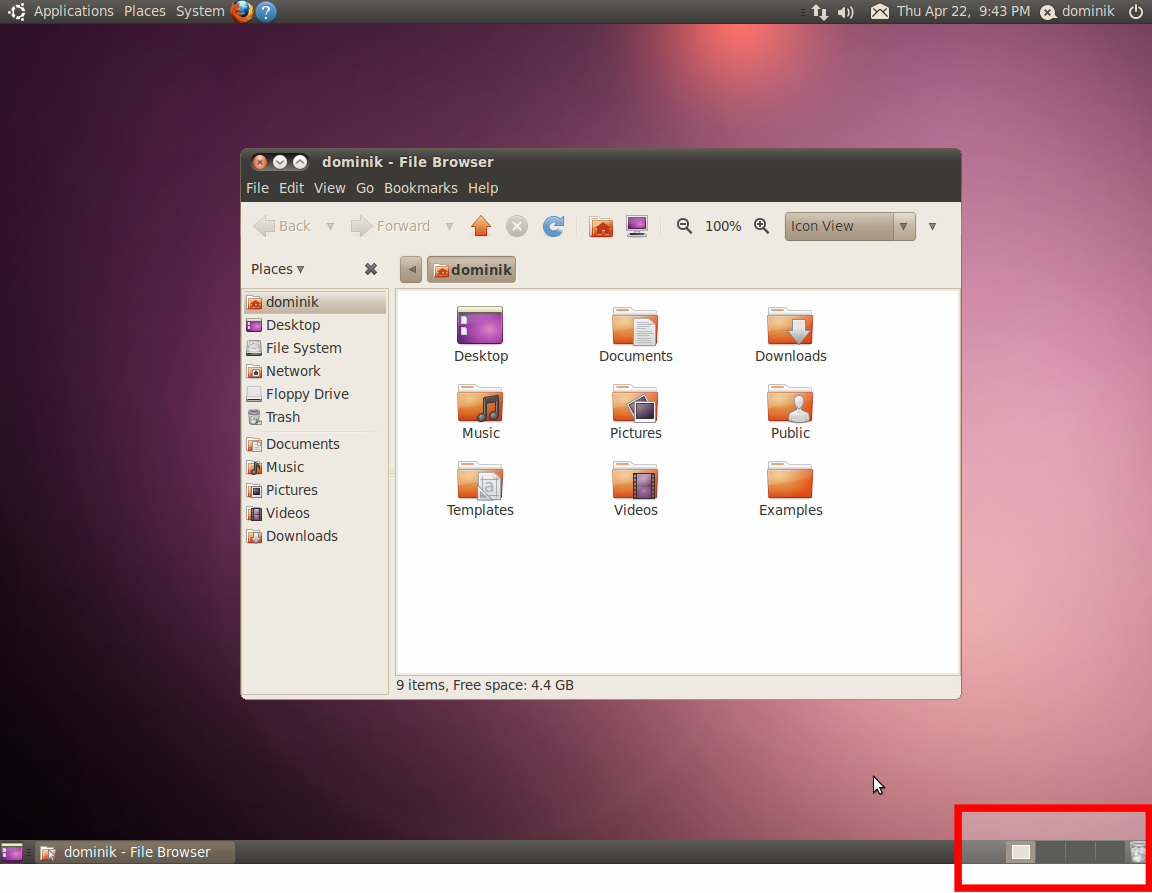 Applications Places System
Thu Apr 22, 9:43 PM dominik
dominik - File Browser
File Edit View Go Bookmarks Help
Back Forward 100% Icon View
Places dominik
dominik
Desktop
File System
Network
Floppy Drive
Trash
Documents
Music
Pictures
Videos
Downloads
Desktop Documents Downloads
Music Pictures Public
Templates Videos Examples
9 items, Free space: 4.4 GB
dominik - File Browser